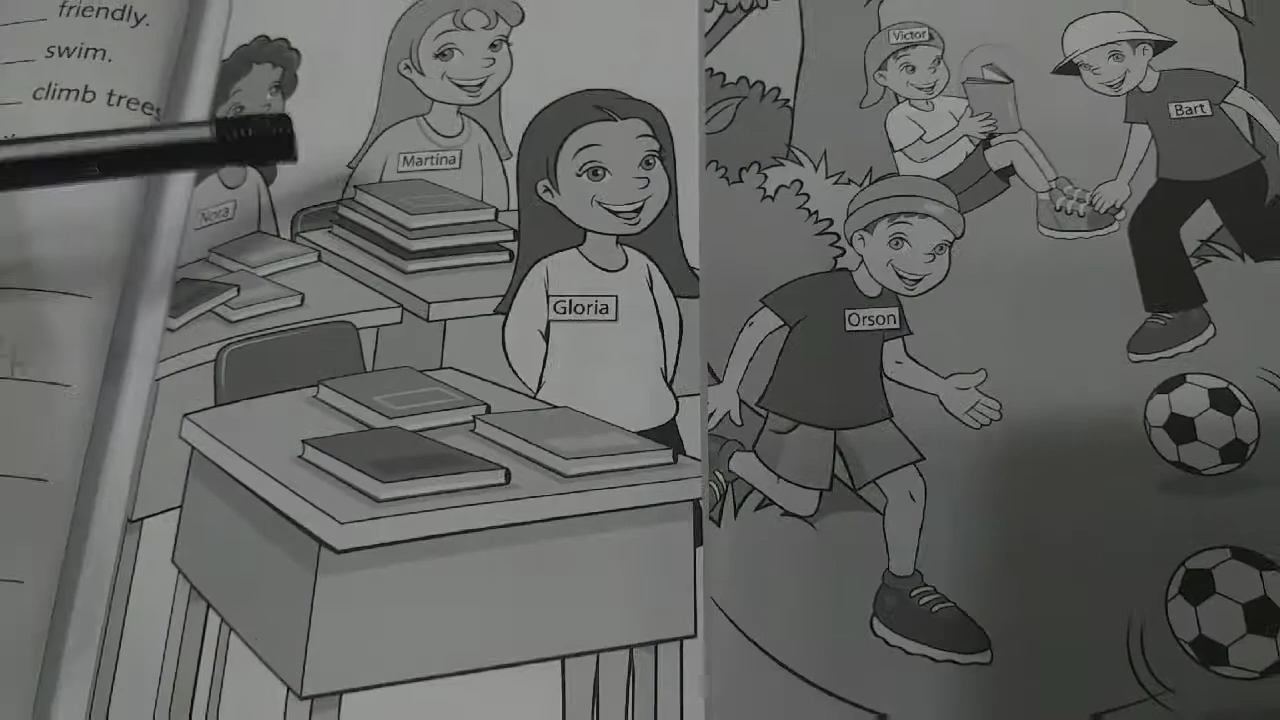 friendly.
swim.
climb trees
Martina
Nora
Gloria
Victor
Bart
Orson